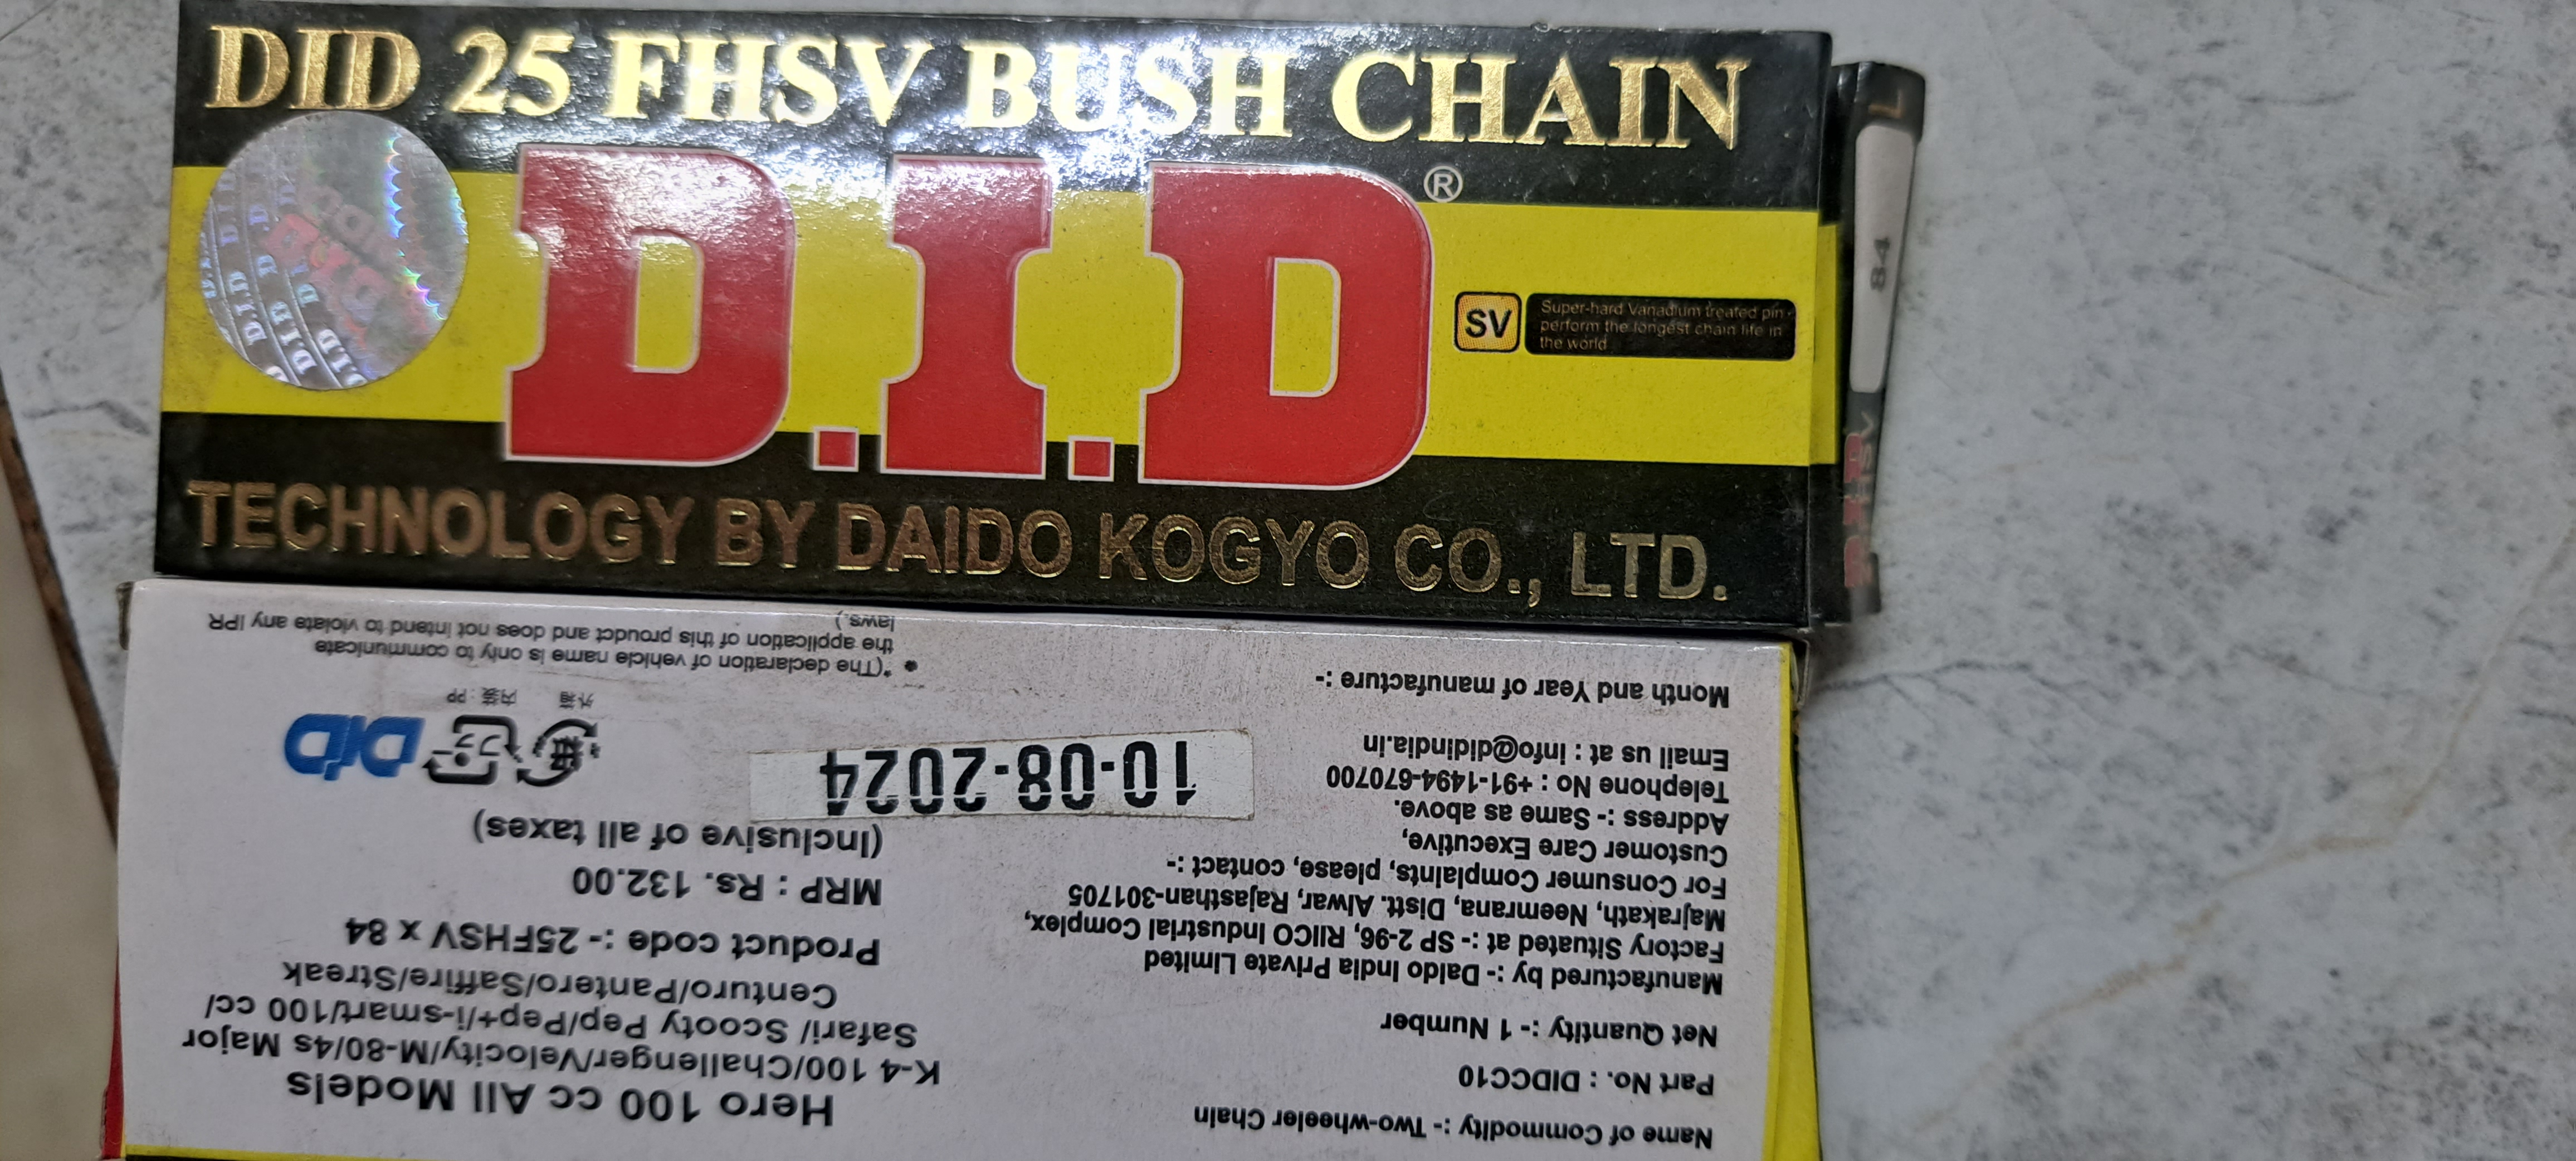 DID 25 FHSV BUSH CHAIN
D.I.D®
SV
Super-hard Vanadium treated pin
perform the longest chain life in
the world
TECHNOLOGY BY DAIDO KOGYO CO., LTD.
84
Name of Commodity :- Two-wheeler Chain
Part No. : DIDCC10
Net Quantity :- 1 Number
Manufactured by :- Daido India Private Limited
Factory Situated at :- SP 2-96, RIICO Industrial Complex,
Majrakath, Neemrana, Distt. Alwar, Rajasthan-301705
For Consumer Complaints, please, contact :-
Customer Care Executive,
Address :- Same as above.
Telephone No : +91-1494-670700
Email us at : info@didindia.in
Month and Year of manufacture :-
10-08-2024
Hero 100 cc All Models
K-4 100/Challenger/Velocity/M-80/4s Major
Safari/ Scooty Pep/Pep+/i-smart/100 cc/
Centuro/Pantero/Saffire/Streak
Product code :- 25FHSV x 84
MRP : Rs. 132.00
(Inclusive of all taxes)
DID
外箱 内装 : PP
*(The declaration of vehicle name is only to communicate
the application of this prouduct and does not intend to violate any IPR
laws.)